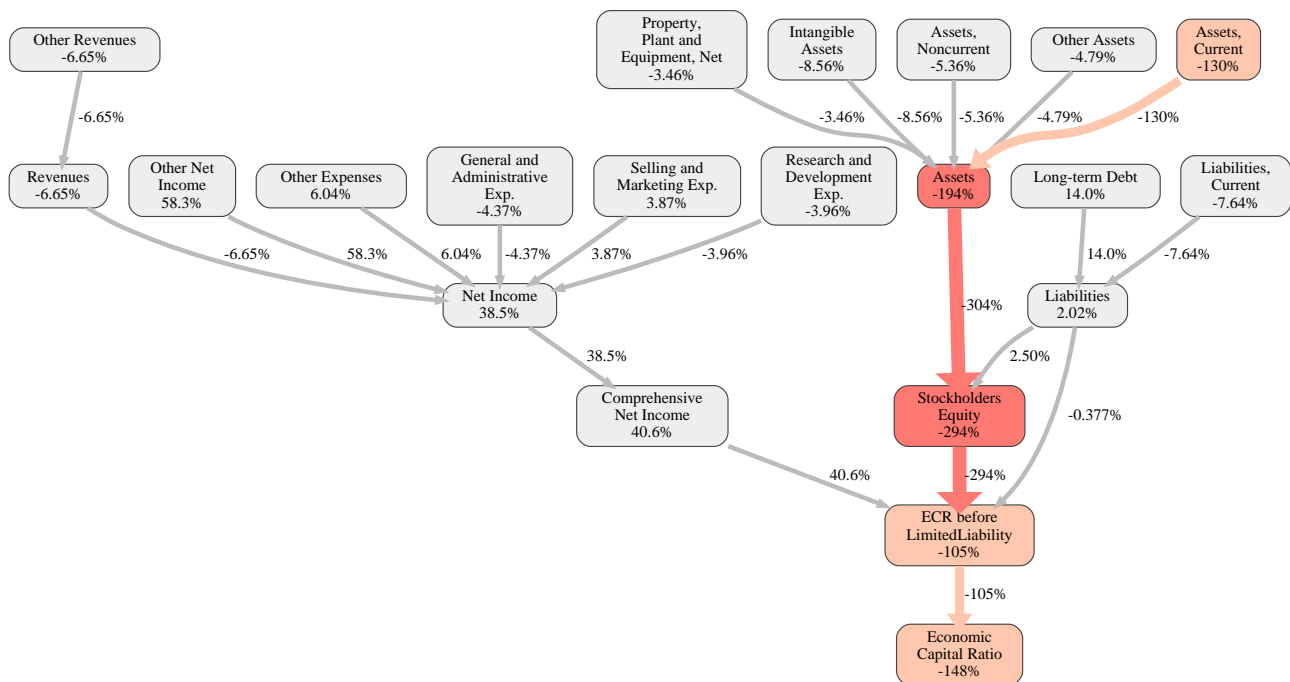 Other Revenues
-6.65%
Property,
Plant and
Equipment, Net
-3.46%
Intangible
Assets
-8.56%
Assets,
Noncurrent
-5.36%
Other Assets
-4.79%
Assets,
Current
-130%
-6.65%
-3.46%
-8.56%
-5.36%
-4.79%
-130%
Revenues
-6.65%
Other Net
Income
58.3%
Other Expenses
6.04%
General and
Administrative
Exp.
-4.37%
Selling and
Marketing Exp.
3.87%
Research and
Development
Exp.
-3.96%
Assets
-194%
Long-term Debt
14.0%
Liabilities,
Current
-7.64%
-6.65%
58.3%
6.04%
-4.37%
3.87%
-3.96%
-304%
14.0%
-7.64%
Net Income
38.5%
Liabilities
2.02%
38.5%
2.50%
-0.377%
Comprehensive
Net Income
40.6%
Stockholders
Equity
-294%
40.6%
-294%
ECR before
LimitedLiability
-105%
-105%
Economic
Capital Ratio
-148%